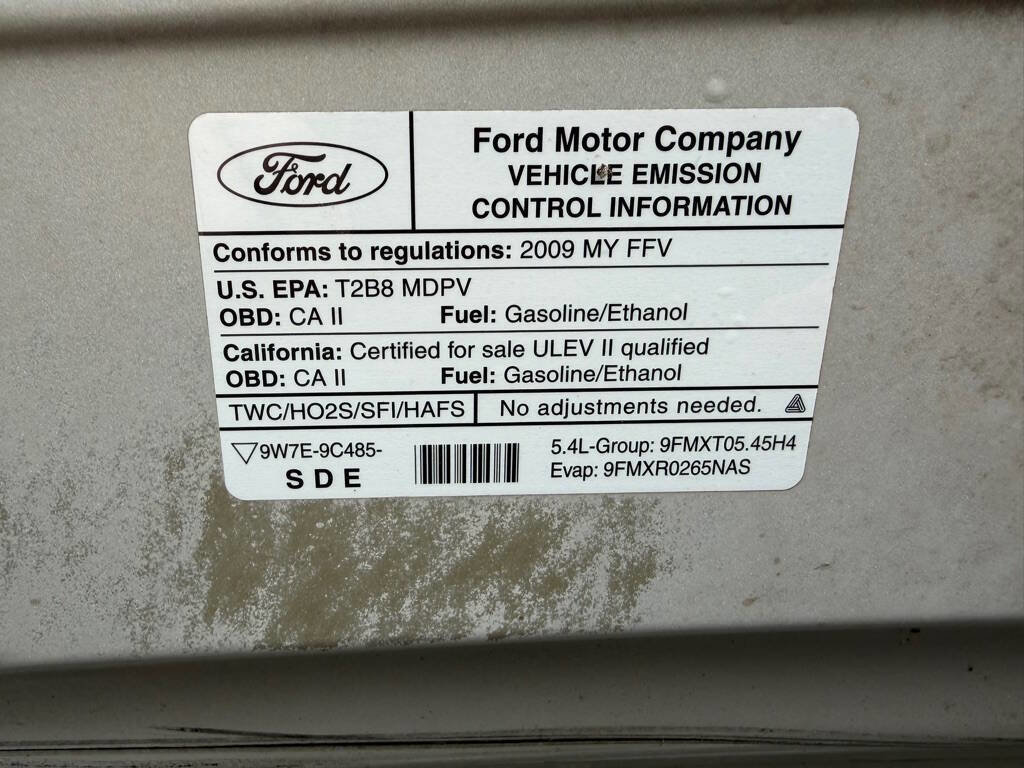 Ford
Ford Motor Company
VEHICLE EMISSION
CONTROL INFORMATION
Conforms to regulations: 2009 MY FFV
U.S. EPA: T2B8 MDPV
OBD: CA II Fuel: Gasoline/Ethanol
California: Certified for sale ULEV II qualified
OBD: CA II Fuel: Gasoline/Ethanol
TWC/HO2S/SFI/HAFS No adjustments needed.
9W7E-9C485-
SDE
5.4L-Group: 9FMXT05.45H4
Evap: 9FMXR0265NAS